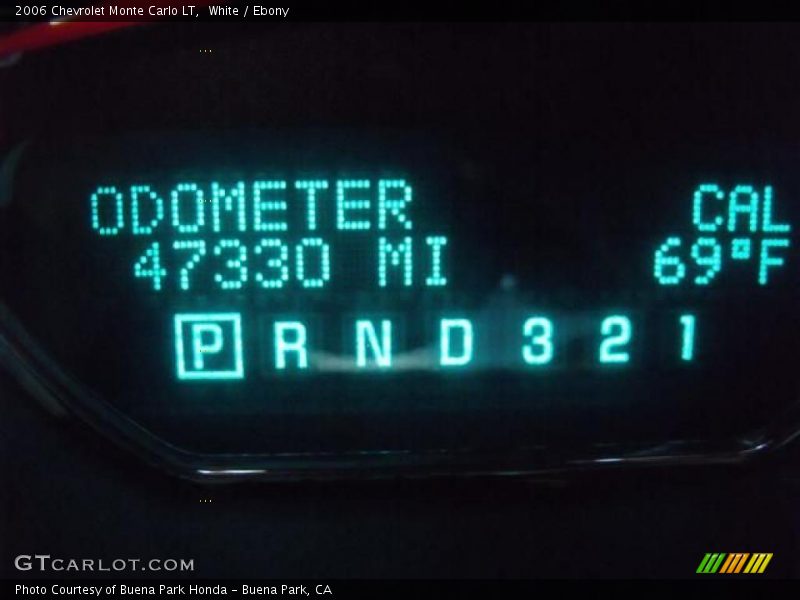 2006 Chevrolet Monte Carlo LT,  White / Ebony
ODOMETER CAL
47330 MI 69°F
P R N D 3 2 1
GTCARLOT.COM
Photo Courtesy of Buena Park Honda - Buena Park, CA